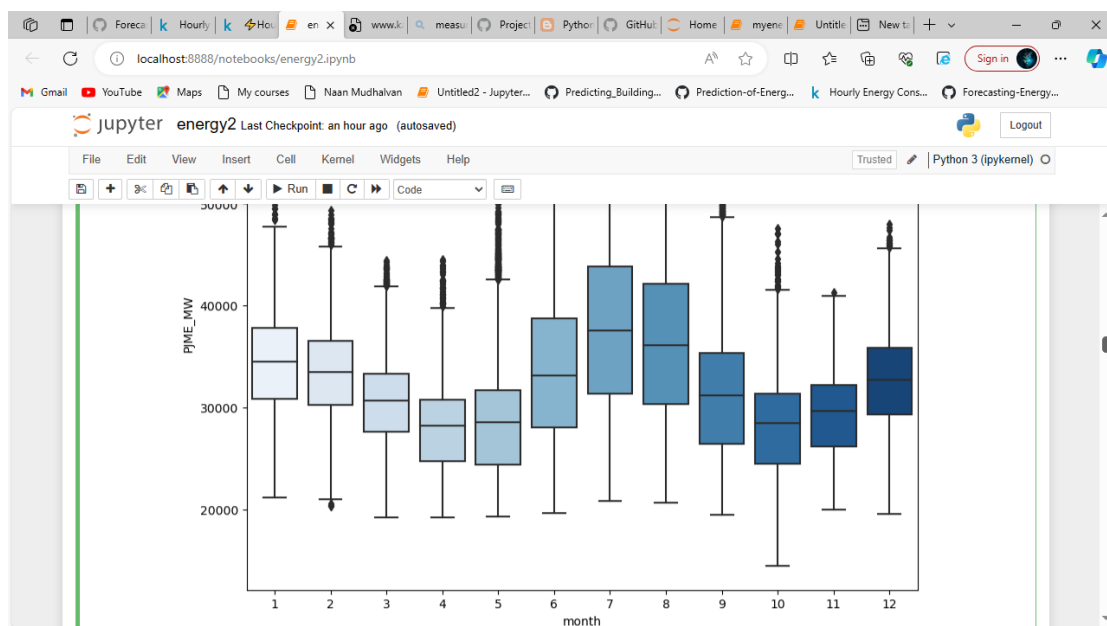 Foreca
Hourly
Hou
en
www.k
measu
Project
Pythor
GitHub
Home
myene
Untitle
New ta
localhost:8888/notebooks/energy2.ipynb
Sign in
Gmail
YouTube
Maps
My courses
Naan Mudhalvan
Untitled2 - Jupyter...
Predicting_Building...
Prediction-of-Energ...
Hourly Energy Cons...
Forecasting-Energy...
jupyter energy2 Last Checkpoint: an hour ago (autosaved)
Logout
File Edit View Insert Cell Kernel Widgets Help
Trusted
Python 3 (ipykernel)
Run
Code
50000
40000
30000
20000
PJME_MW
1 2 3 4 5 6 7 8 9 10 11 12
month